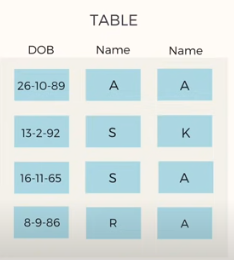 TABLE
DOB Name Name
26-10-89 A A
13-2-92 S K
16-11-65 S A
8-9-86 R A